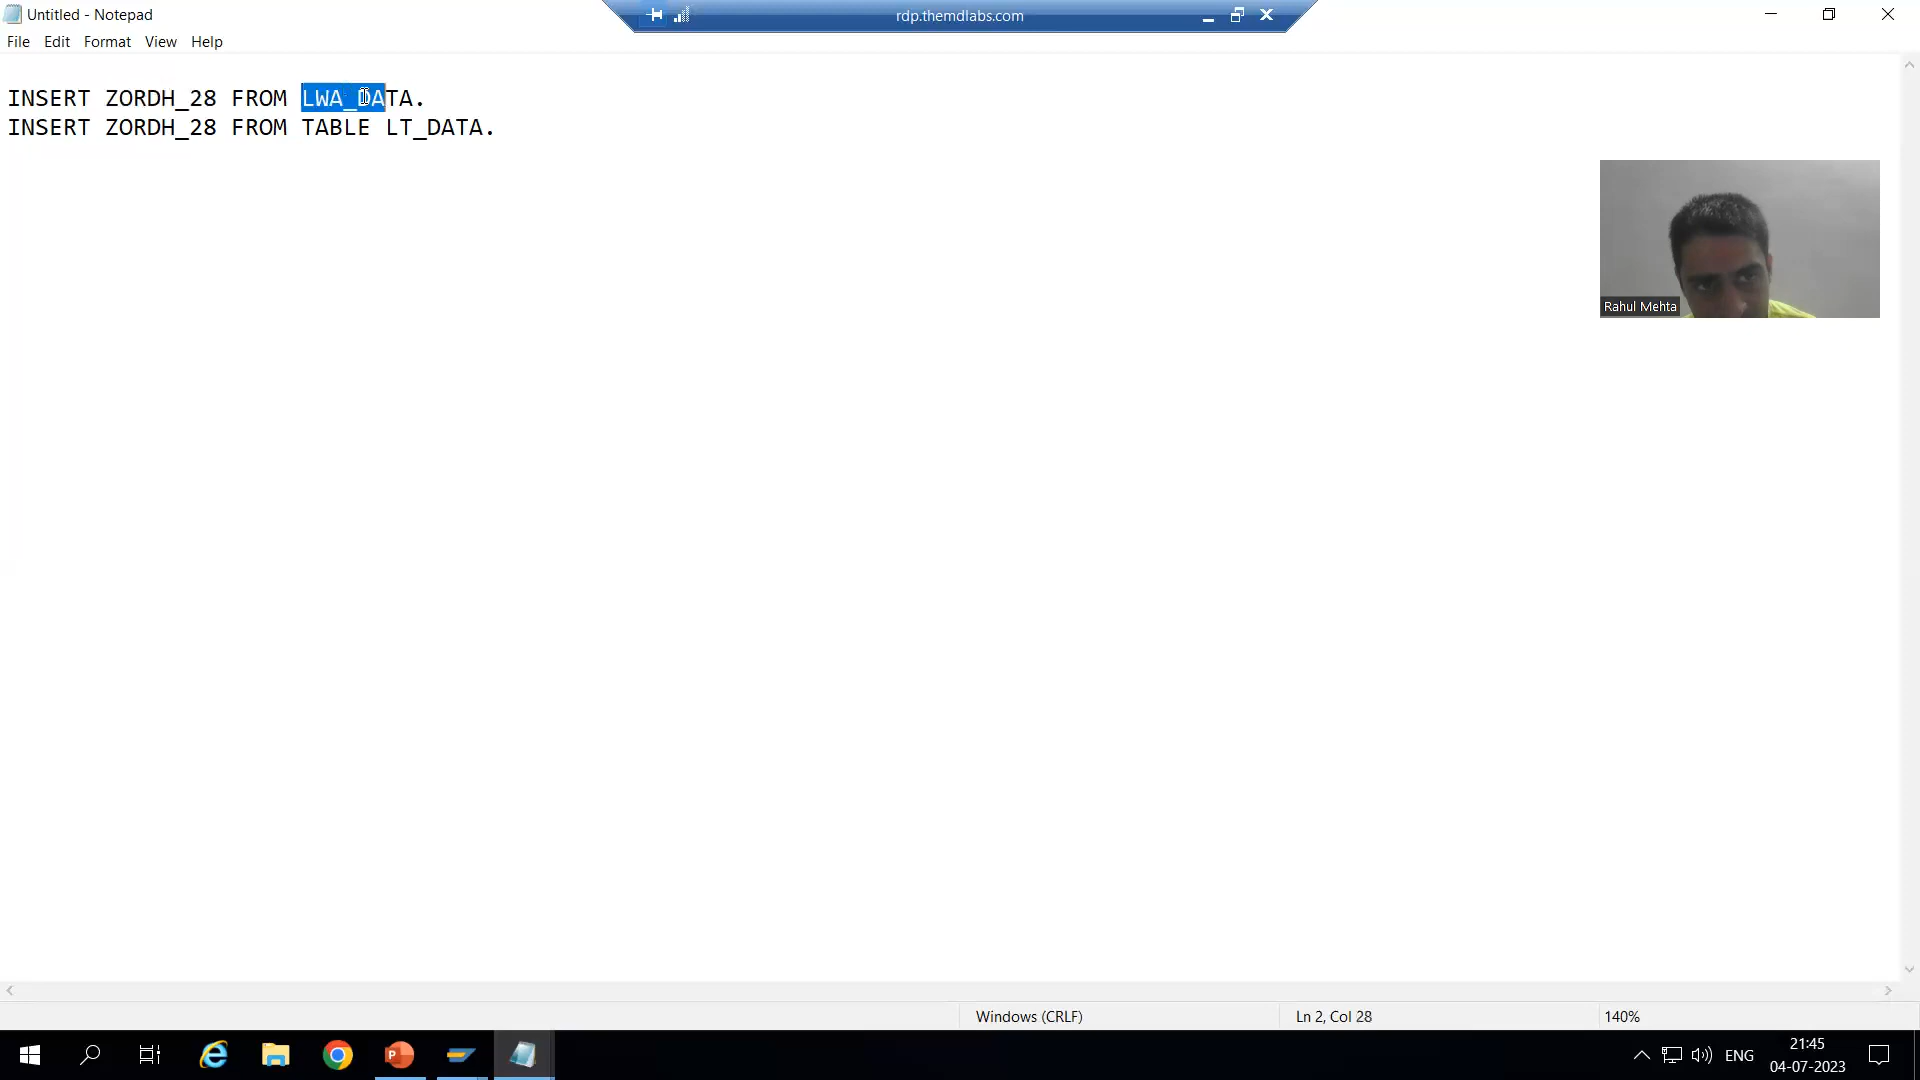 Untitled - Notepad
rdp.themdlabs.com
File Edit Format View Help
INSERT ZORDH_28 FROM LWA_DATA.
INSERT ZORDH_28 FROM TABLE LT_DATA.
Rahul Mehta
Windows (CRLF)
Ln 2, Col 28
140%
ENG
21:45
04-07-2023